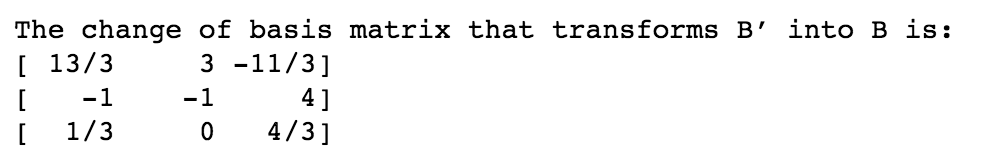 The change of basis matrix that transforms B′ into B is:
[ 13/3 3 -11/3]
[ -1 -1 4]
[ 1/3 0 4/3]